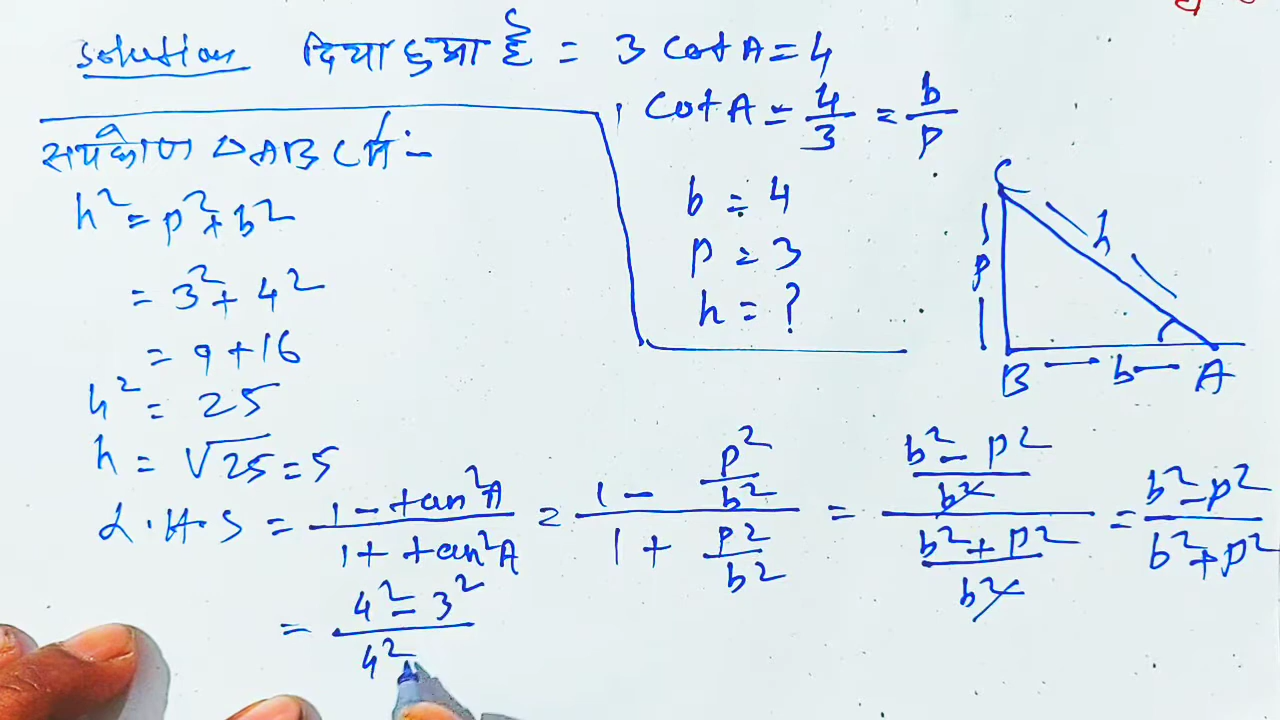 Solution दिया हुआ है = 3 cot A = 4
cot A = 4/3 = b/p
समकोण △ABC में :-
h² = p² + b²
= 3² + 4²
= 9 + 16
h² = 25
h = √25 = 5
b = 4
p = 3
h = ?
C
h
p
B b A
L.H.S = (1 - tan²A)/(1 + tan²A) = (1 - p²/b²)/(1 + p²/b²) = ((b² - p²)/b²)/((b² + p²)/b²) = (b² - p²)/(b² + p²)
= (4² - 3²)/(4²